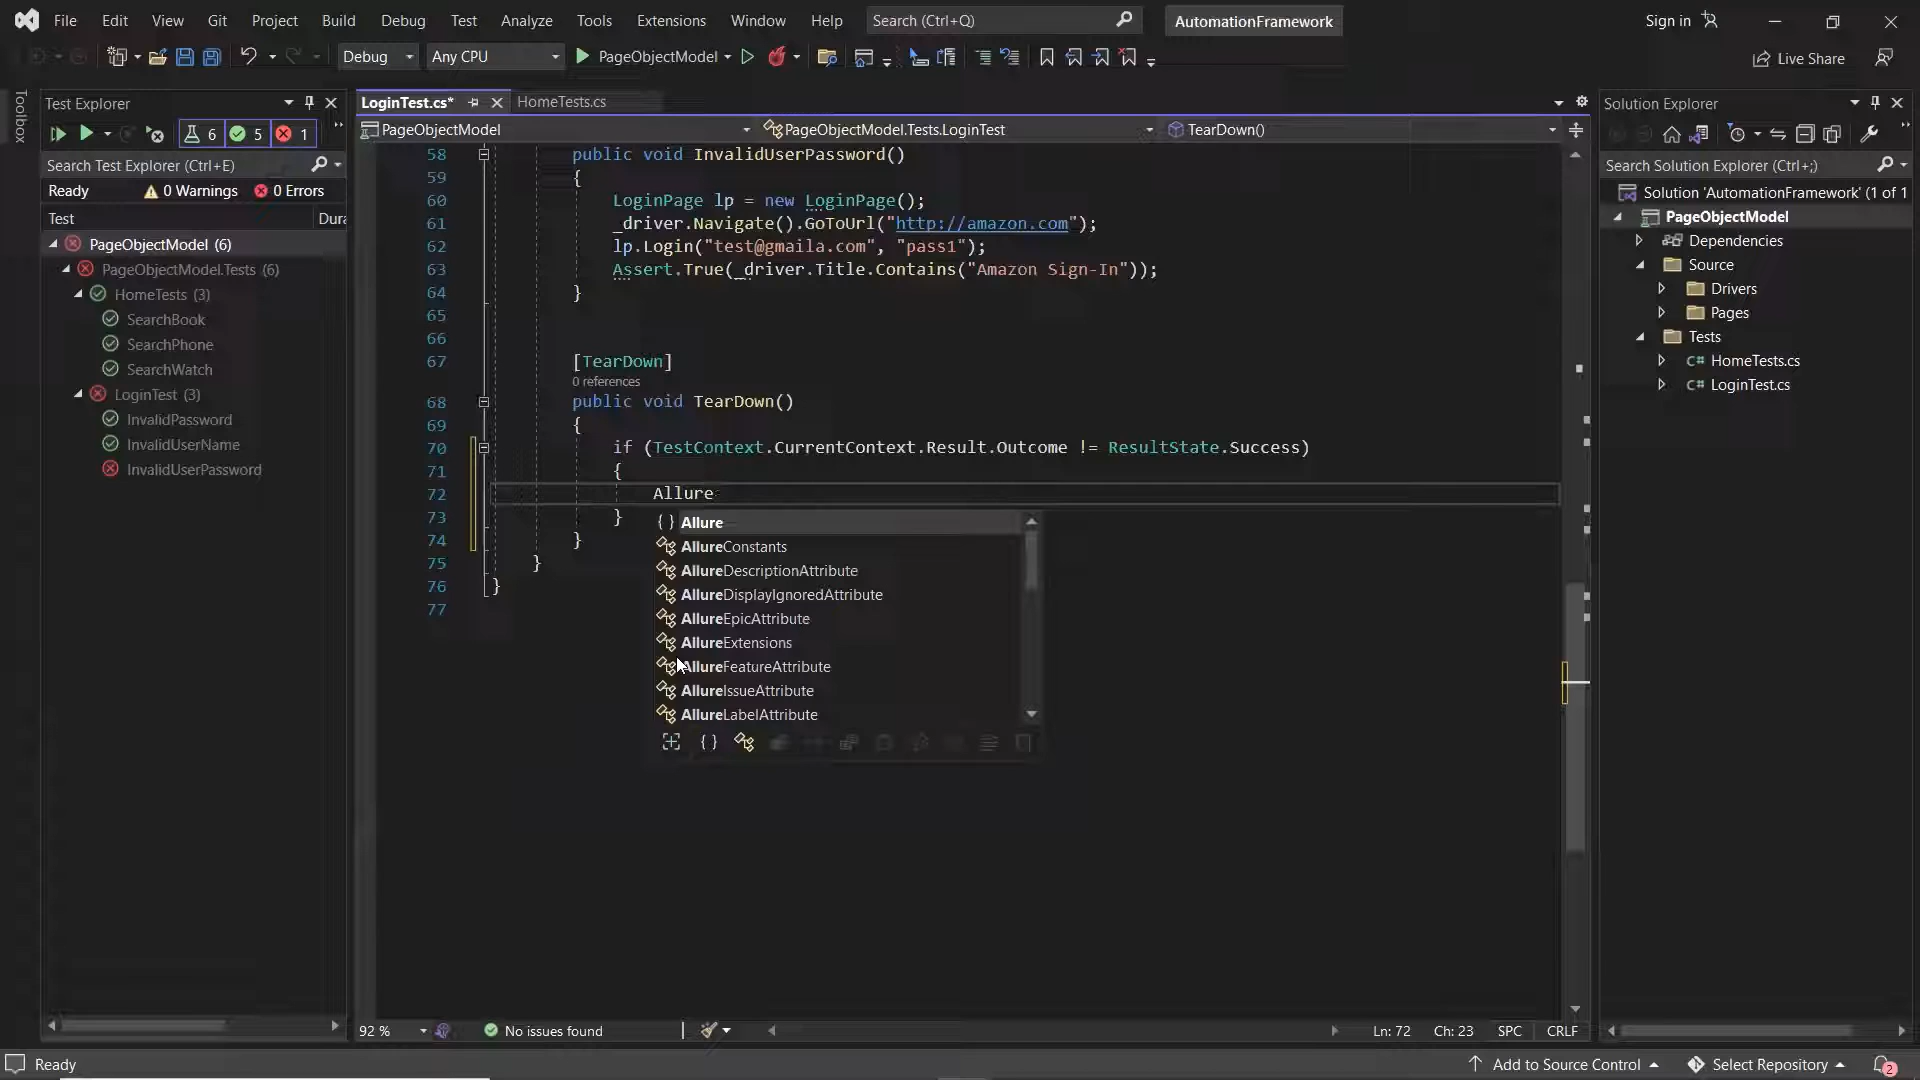 File Edit View Git Project Build Debug Test Analyze Tools Extensions Window Help Search (Ctrl+Q) AutomationFramework Sign in
Debug Any CPU PageObjectModel Live Share
Toolbox
Test Explorer
6 5 1
Search Test Explorer (Ctrl+E)
Ready 0 Warnings 0 Errors
Test Dura
PageObjectModel (6)
PageObjectModel.Tests (6)
HomeTests (3)
SearchBook
SearchPhone
SearchWatch
LoginTest (3)
InvalidPassword
InvalidUserName
InvalidUserPassword
LoginTest.cs* HomeTests.cs
PageObjectModel PageObjectModel.Tests.LoginTest TearDown()
58 public void InvalidUserPassword()
59 {
60 LoginPage lp = new LoginPage();
61 _driver.Navigate().GoToUrl("http://amazon.com");
62 lp.Login("test@gmaila.com", "pass1");
63 Assert.True(_driver.Title.Contains("Amazon Sign-In"));
64 }
65
66
67 [TearDown]
0 references
68 public void TearDown()
69 {
70 if (TestContext.CurrentContext.Result.Outcome != ResultState.Success)
71 {
72 Allure
73 }
74 }
75 }
76 }
77
{ } Allure
AllureConstants
AllureDescriptionAttribute
AllureDisplayIgnoredAttribute
AllureEpicAttribute
AllureExtensions
AllureFeatureAttribute
AllureIssueAttribute
AllureLabelAttribute
{ }
92 % No issues found Ln: 72 Ch: 23 SPC CRLF
Solution Explorer
Search Solution Explorer (Ctrl+;)
Solution 'AutomationFramework' (1 of 1
PageObjectModel
Dependencies
Source
Drivers
Pages
Tests
C# HomeTests.cs
C# LoginTest.cs
Ready Add to Source Control Select Repository 2